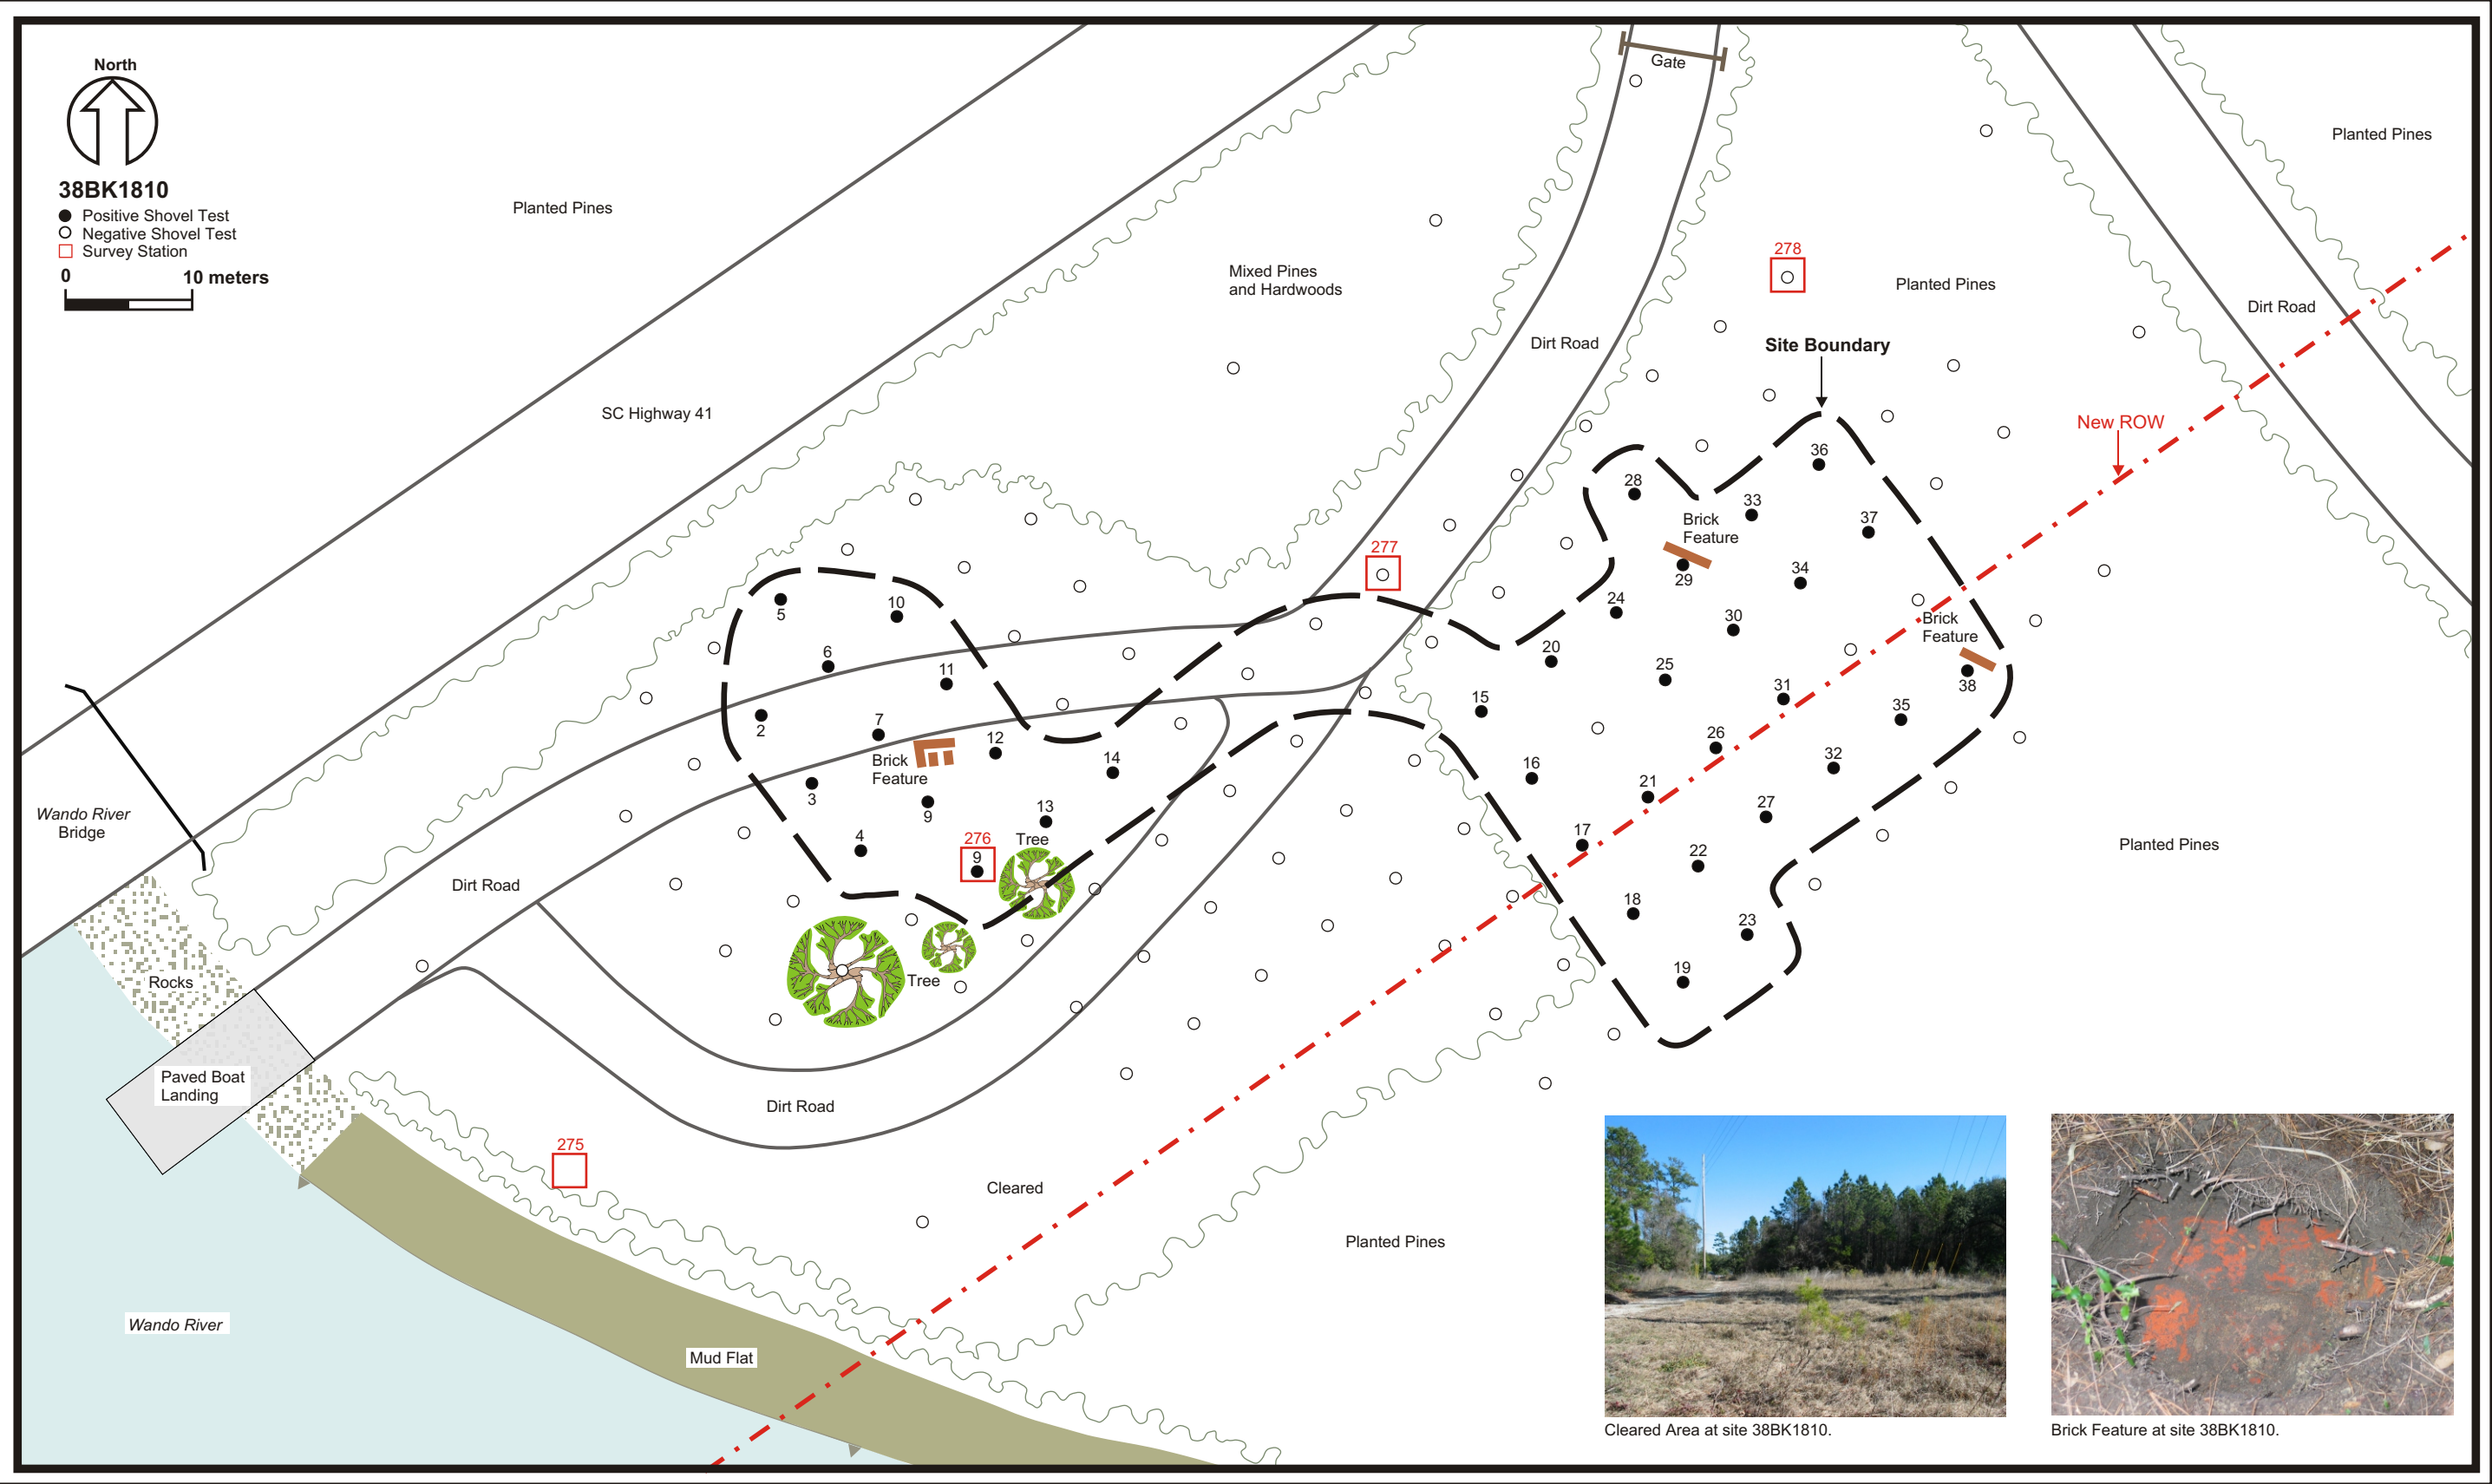 North
38BK1810
Positive Shovel Test
Negative Shovel Test
Survey Station
0
10 meters
Planted Pines
SC Highway 41
Mixed Pines
and Hardwoods
Gate
Dirt Road
278
Planted Pines
Planted Pines
Dirt Road
Site Boundary
New ROW
36
28
33
37
Brick
Feature
29
34
24
30
Brick
Feature
38
20
25
31
35
15
26
16
32
21
27
17
22
18
23
19
277
5
10
6
11
2
7
12
Brick
Feature
14
3
9
13
4
276
9
Tree
Tree
Wando River
Bridge
Dirt Road
Rocks
Paved Boat
Landing
Dirt Road
275
Cleared
Planted Pines
Planted Pines
Wando River
Mud Flat
Cleared Area at site 38BK1810.
Brick Feature at site 38BK1810.